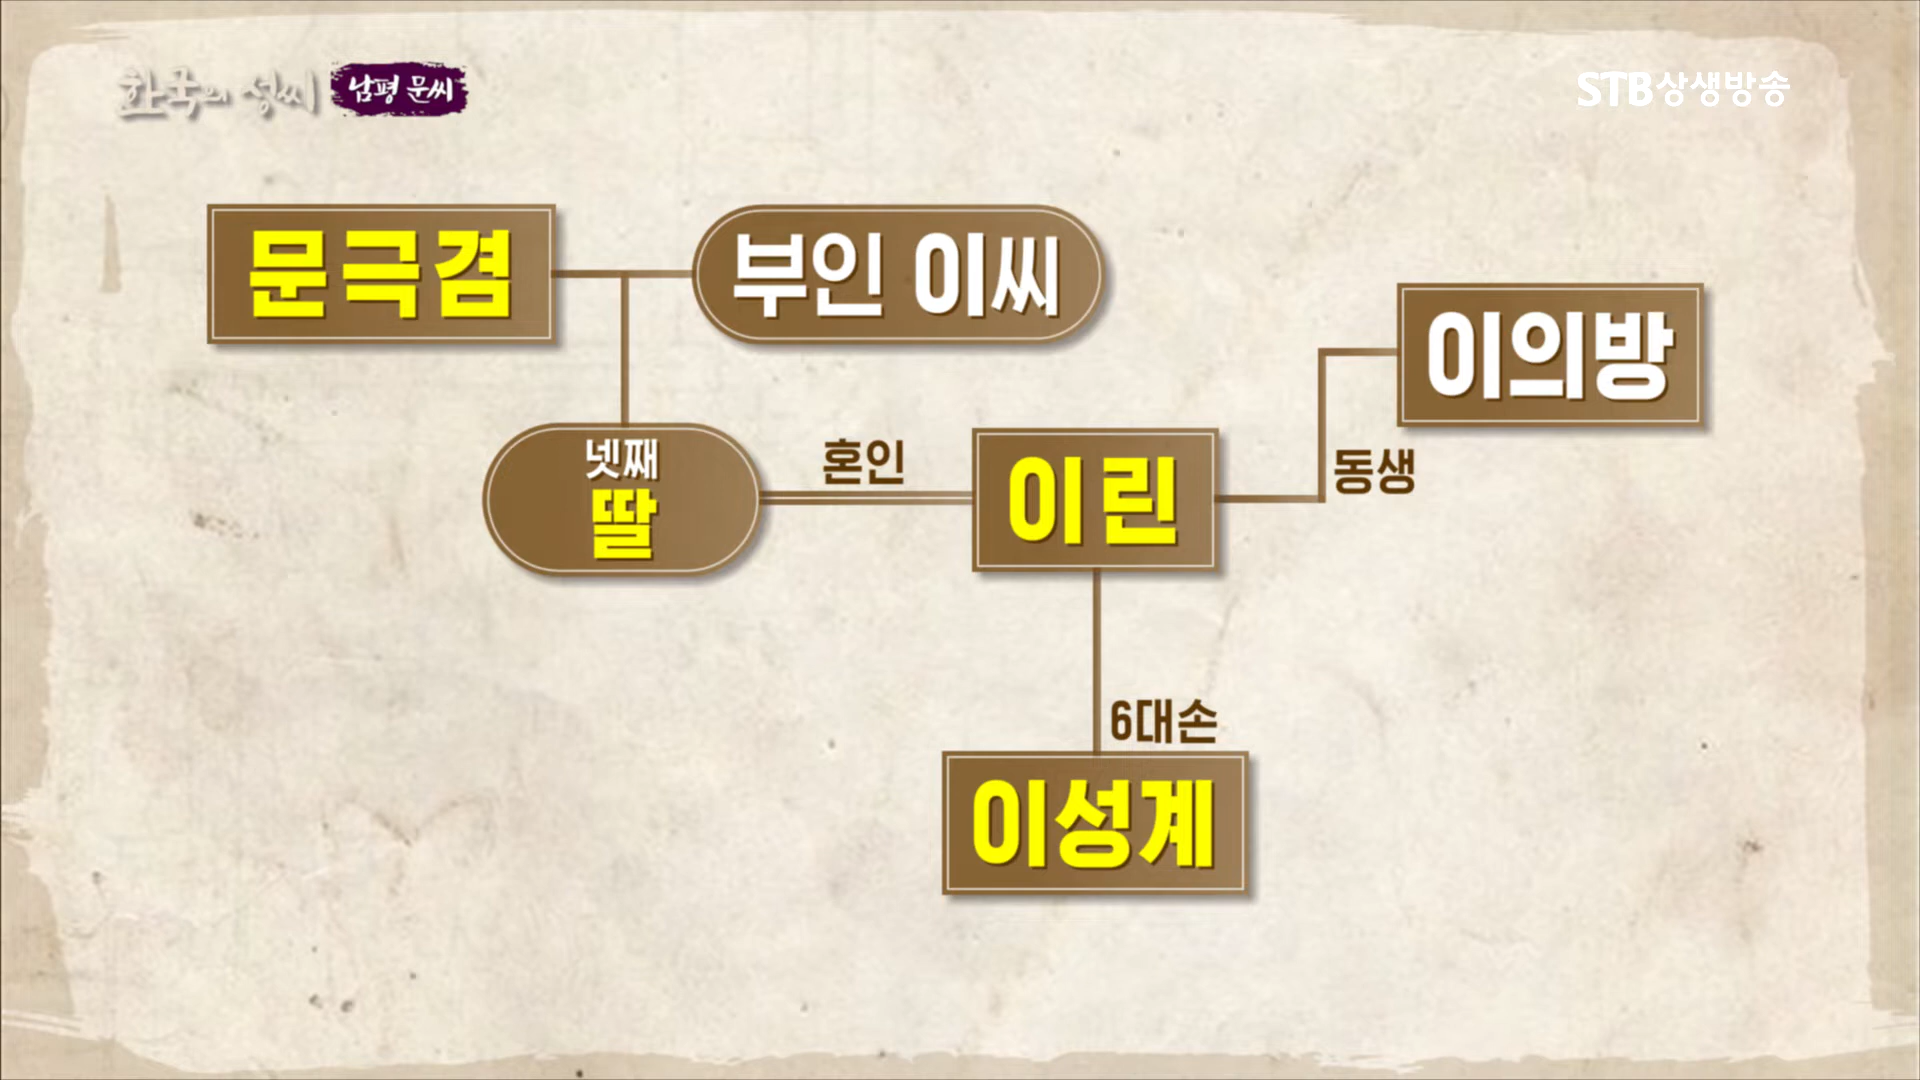 한국의 성씨 남평 문씨
STB상생방송
문극겸
부인 이씨
이의방
넷째
딸
혼인
이린
동생
6대손
이성계